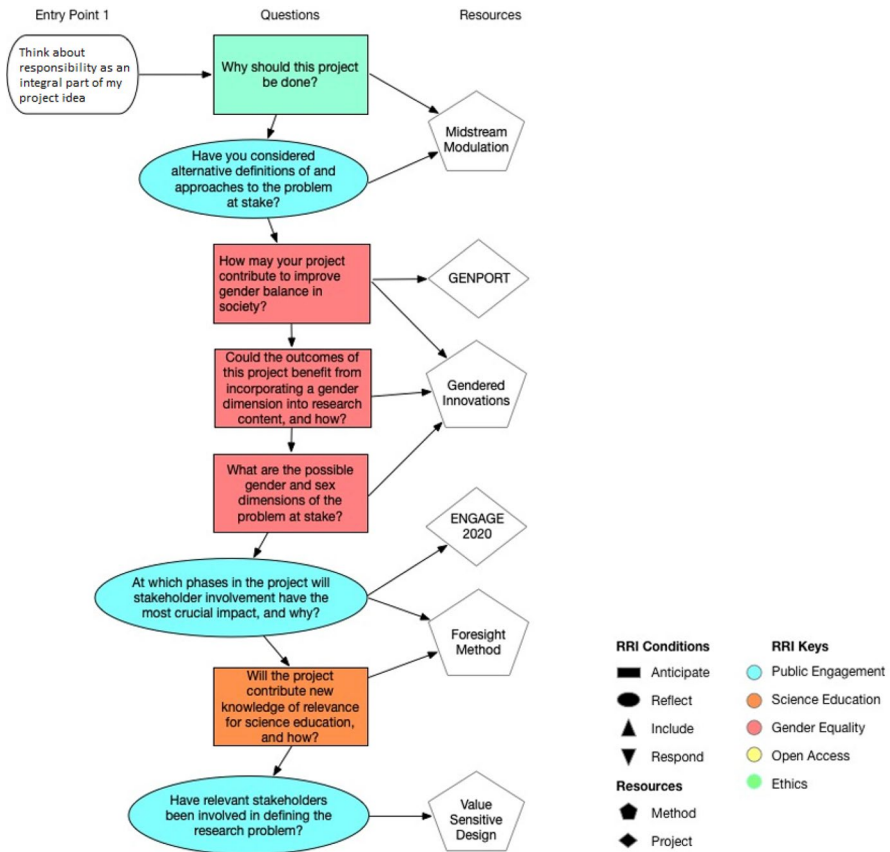 Entry Point 1
Questions
Resources
Think about
responsibility as an
integral part of my
project idea
Why should this project
be done?
Midstream
Modulation
Have you considered
alternative definitions of and
approaches to the problem
at stake?
How may your project
contribute to improve
gender balance in
society?
GENPORT
Could the outcomes of
this project benefit from
incorporating a gender
dimension into research
content, and how?
Gendered
Innovations
What are the possible
gender and sex
dimensions of the
problem at stake?
ENGAGE
2020
At which phases in the project will
stakeholder involvement have the
most crucial impact, and why?
Foresight
Method
Will the project
contribute new
knowledge of relevance
for science education,
and how?
Have relevant stakeholders
been involved in defining the
research problem?
Value
Sensitive
Design
RRI Conditions
Anticipate
Reflect
Include
Respond
Resources
Method
Project
RRI Keys
Public Engagement
Science Education
Gender Equality
Open Access
Ethics